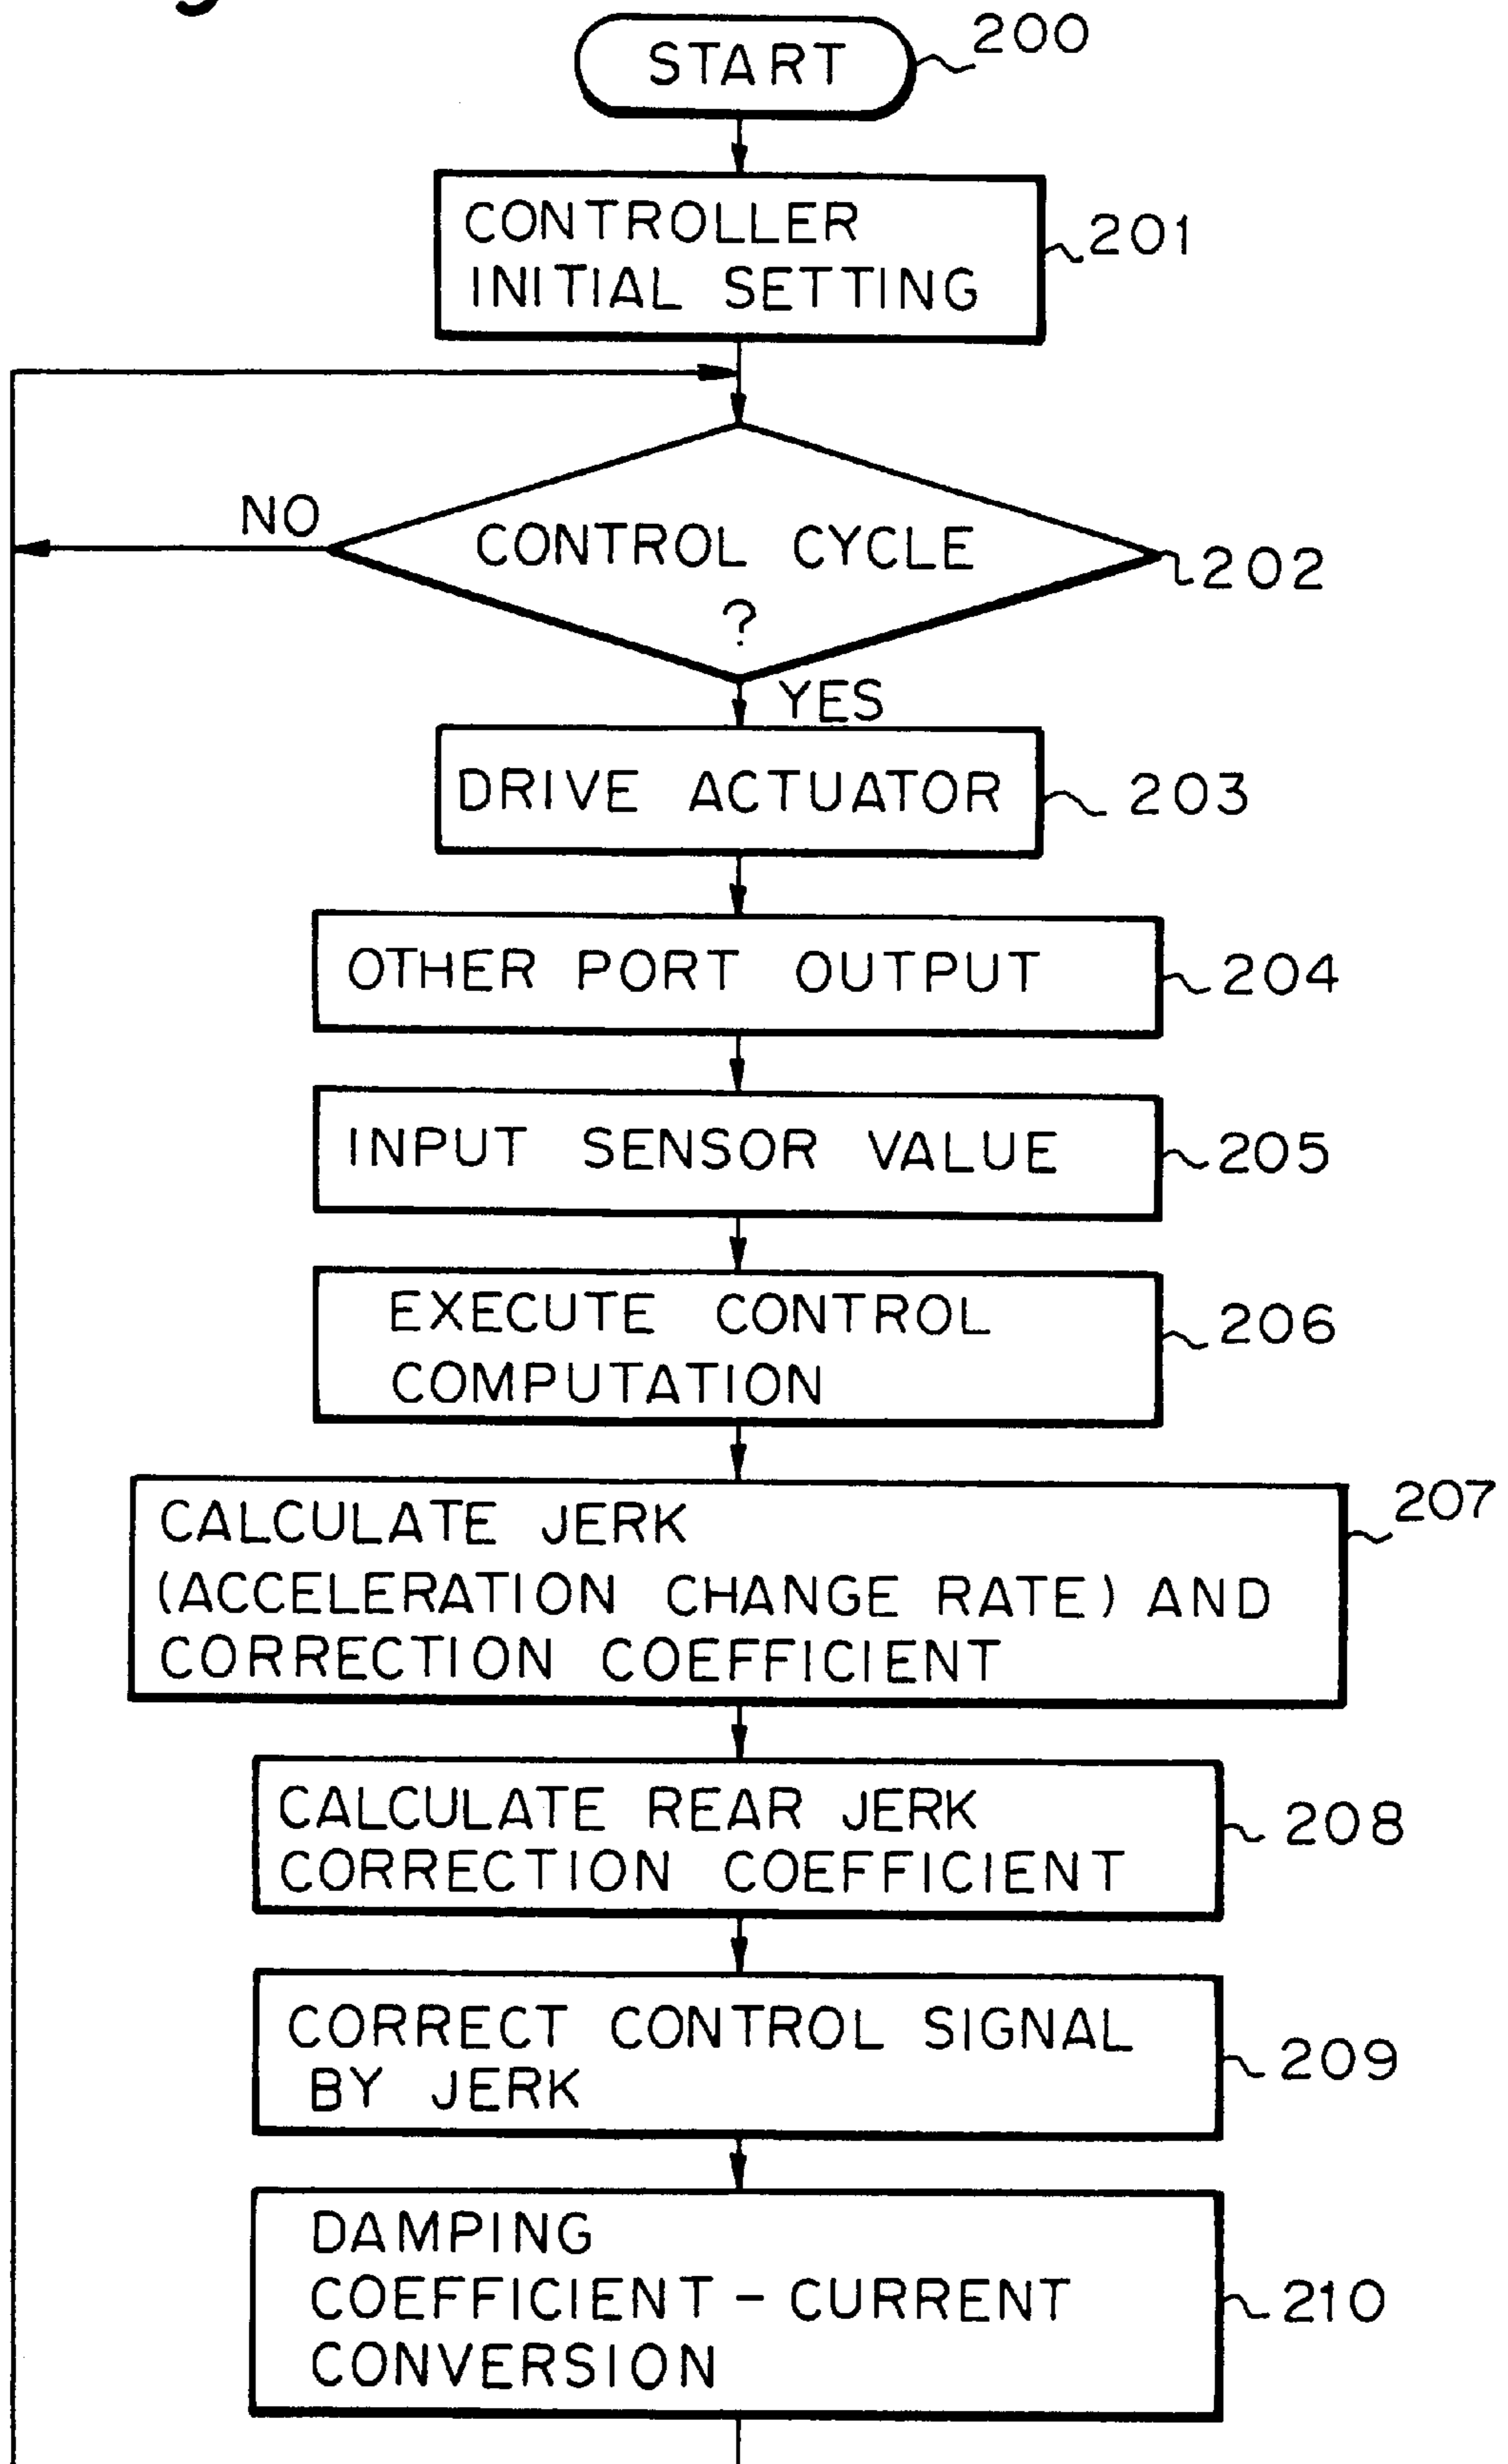 START
200
CONTROLLER
INITIAL SETTING
201
NO
CONTROL CYCLE
?
202
YES
DRIVE ACTUATOR
203
OTHER PORT OUTPUT
204
INPUT SENSOR VALUE
205
EXECUTE CONTROL
COMPUTATION
206
CALCULATE JERK
(ACCELERATION CHANGE RATE) AND
CORRECTION COEFFICIENT
207
CALCULATE REAR JERK
CORRECTION COEFFICIENT
208
CORRECT CONTROL SIGNAL
BY JERK
209
DAMPING
COEFFICIENT - CURRENT
CONVERSION
210